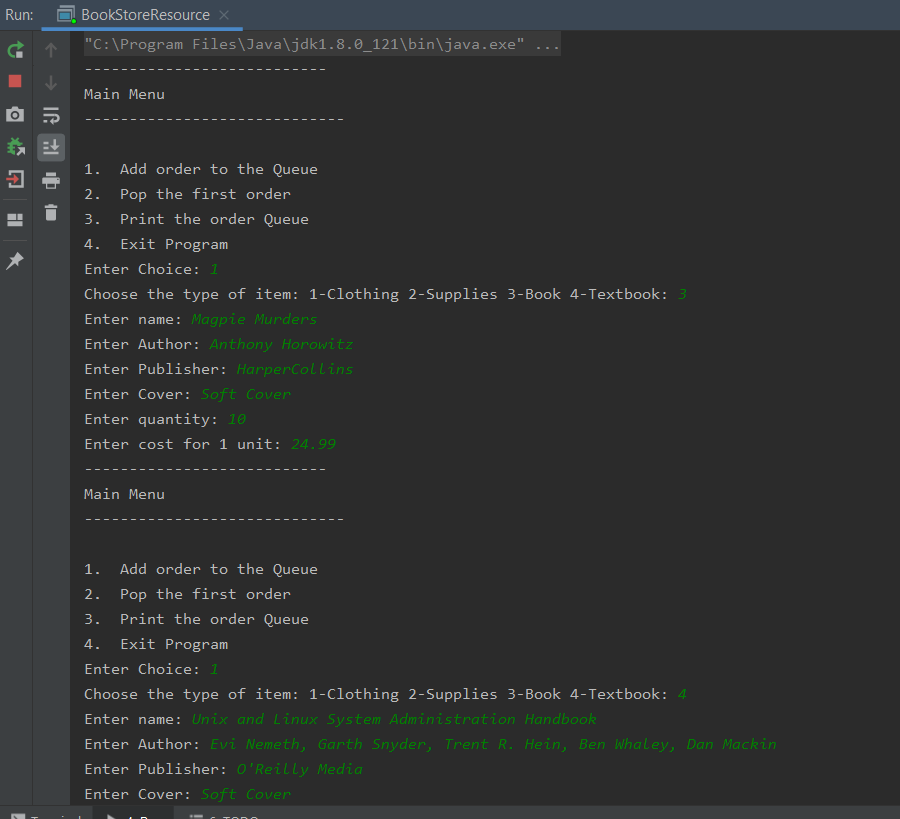 Run: BookStoreResource
"C:\Program Files\Java\jdk1.8.0_121\bin\java.exe" ...
---------------------------
Main Menu
-----------------------------
1.  Add order to the Queue
2.  Pop the first order
3.  Print the order Queue
4.  Exit Program
Enter Choice: 1
Choose the type of item: 1-Clothing 2-Supplies 3-Book 4-Textbook: 3
Enter name: Magpie Murders
Enter Author: Anthony Horowitz
Enter Publisher: HarperCollins
Enter Cover: Soft Cover
Enter quantity: 10
Enter cost for 1 unit: 24.99
---------------------------
Main Menu
-----------------------------
1.  Add order to the Queue
2.  Pop the first order
3.  Print the order Queue
4.  Exit Program
Enter Choice: 1
Choose the type of item: 1-Clothing 2-Supplies 3-Book 4-Textbook: 4
Enter name: Unix and Linux System Administration Handbook
Enter Author: Evi Nemeth, Garth Snyder, Trent R. Hein, Ben Whaley, Dan Mackin
Enter Publisher: O'Reilly Media
Enter Cover: Soft Cover